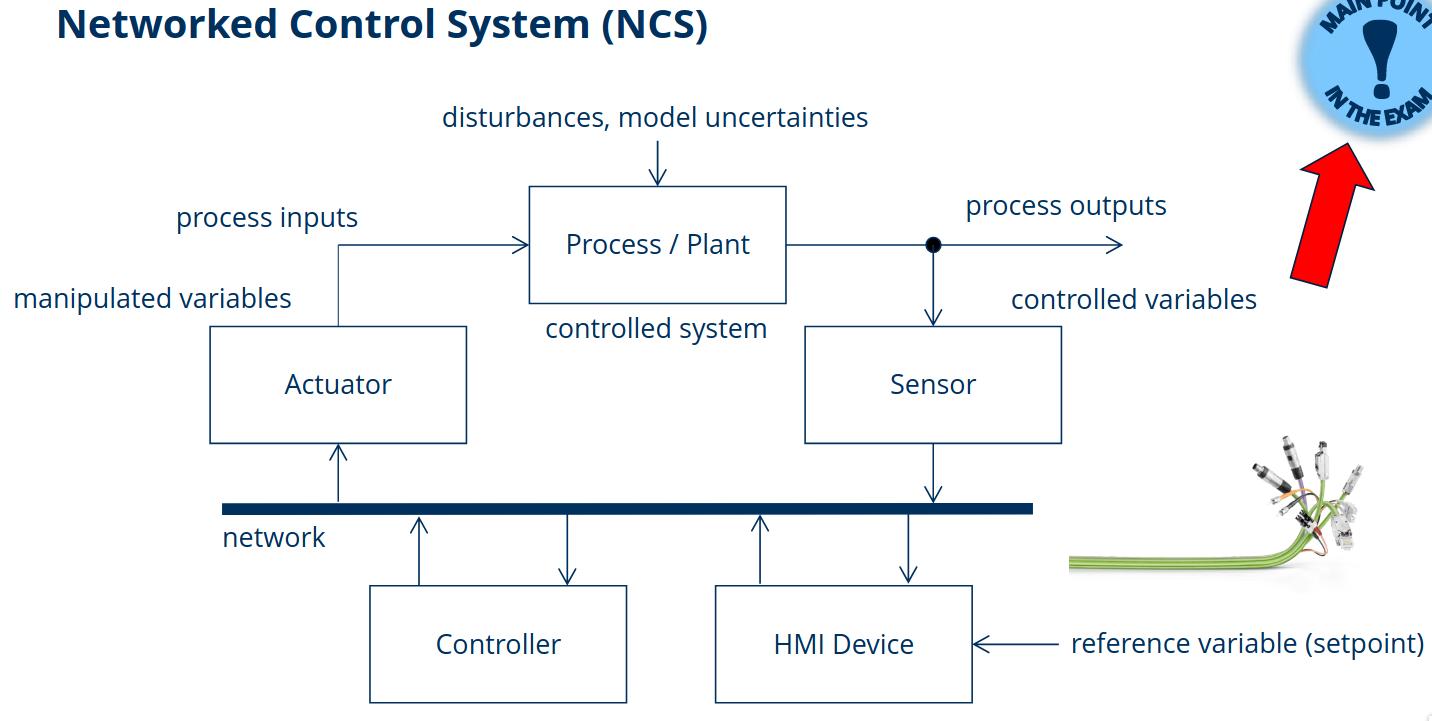 Networked Control System (NCS)
MAIN POINT
IN THE EXAM
disturbances, model uncertainties
process inputs
Process / Plant
process outputs
manipulated variables
controlled system
controlled variables
Actuator
Sensor
network
Controller
HMI Device
reference variable (setpoint)